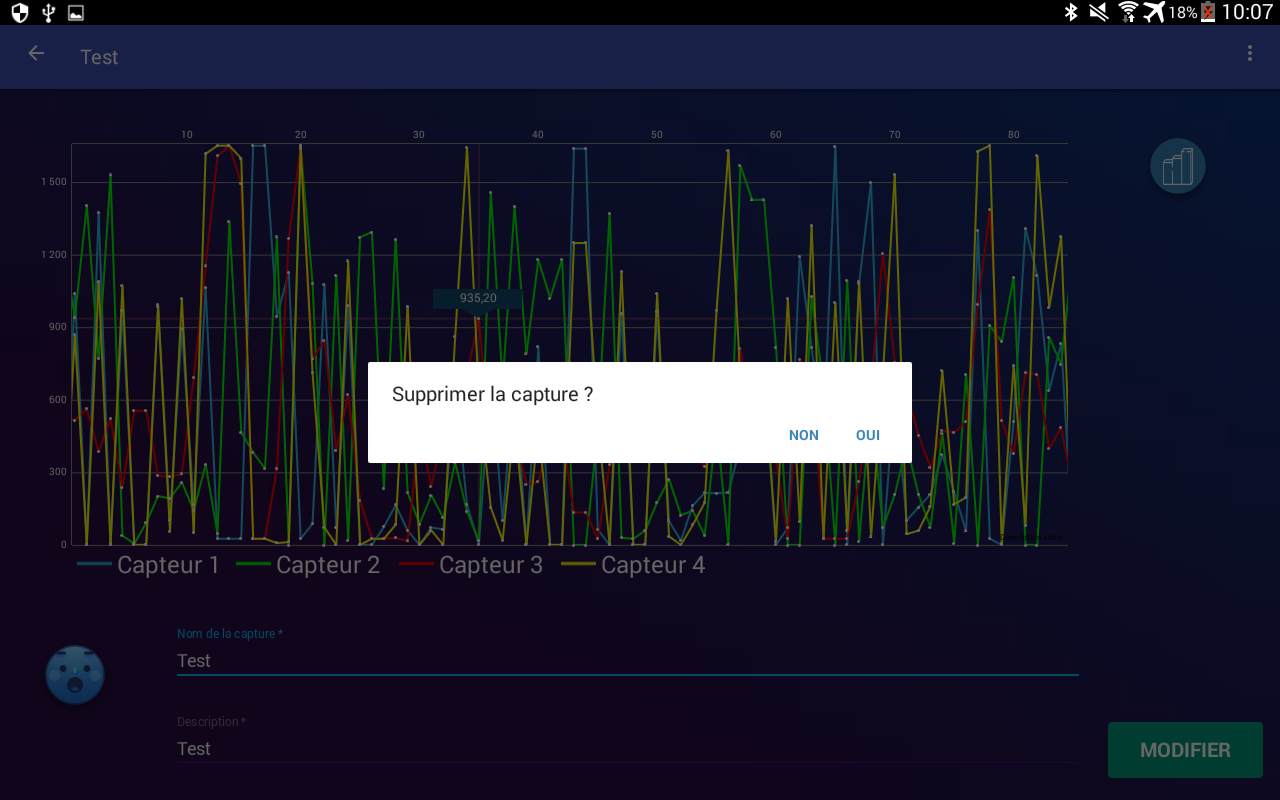 18% 10:07
Test
10 20 30 40 50 60 70 80
1 500
1 200
935,20
900
Supprimer la capture ?
600
NON OUI
300
0
Capteur 1 Capteur 2 Capteur 3 Capteur 4
Nom de la capture *
Test
Description *
Test
MODIFIER